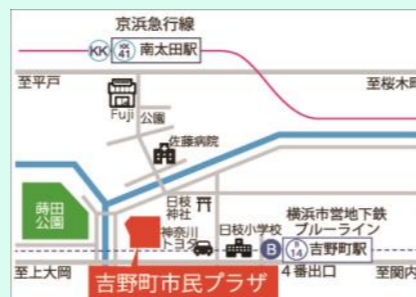 京浜急行線
KK
KK
41
南太田駅
至平戸
至桜木町
Fuji
公園
佐藤病院
蒔田
公園
日枝
神社
神奈川
トヨタ
日枝小学校
横浜市営地下鉄
ブルーライン
B
B
14
吉野町駅
至上大岡
吉野町市民プラザ
4番出口
至関内